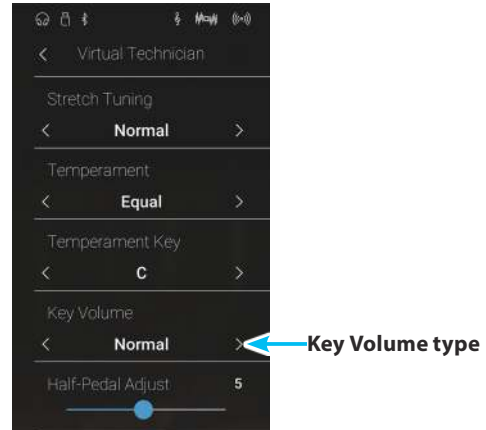 Virtual Technician
Stretch Tuning
Normal
Temperament
Equal
Temperament Key
C
Key Volume
Normal
Key Volume type
Half-Pedal Adjust 5